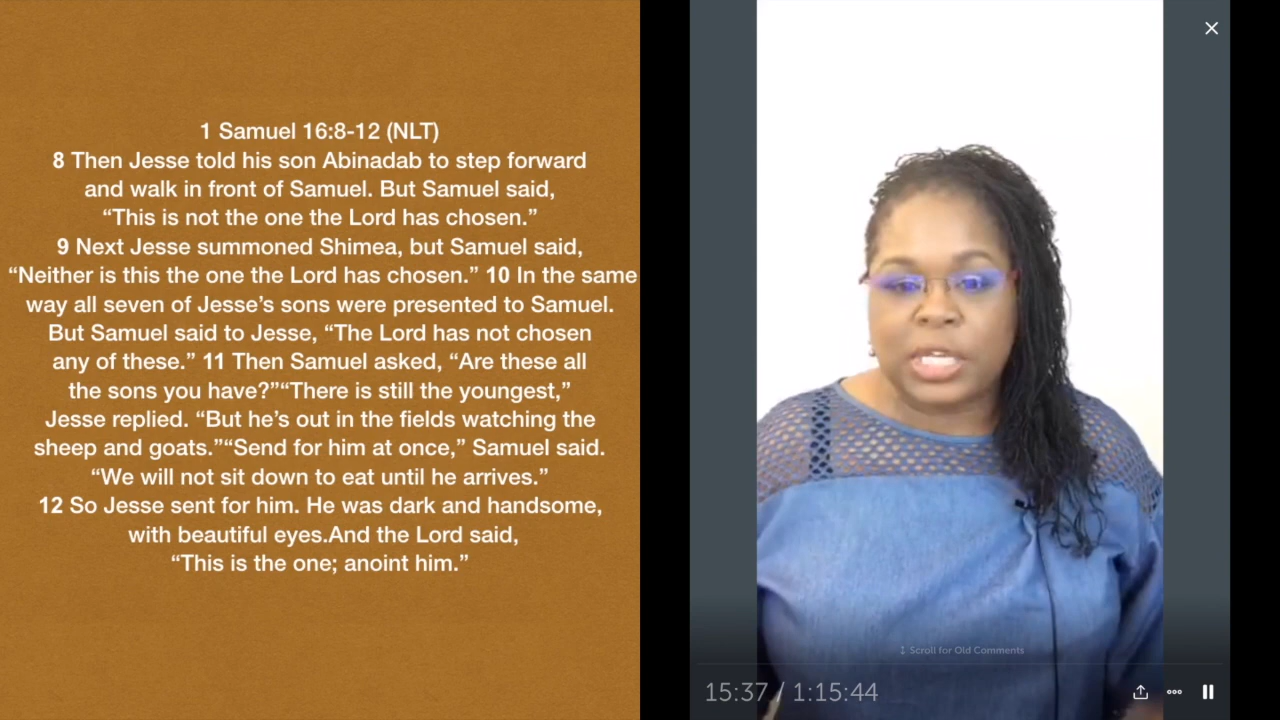 1 Samuel 16:8-12 (NLT)
8 Then Jesse told his son Abinadab to step forward
and walk in front of Samuel. But Samuel said,
“This is not the one the Lord has chosen.”
9 Next Jesse summoned Shimea, but Samuel said,
“Neither is this the one the Lord has chosen.” 10 In the same
way all seven of Jesse’s sons were presented to Samuel.
But Samuel said to Jesse, “The Lord has not chosen
any of these.” 11 Then Samuel asked, “Are these all
the sons you have?”“There is still the youngest,”
Jesse replied. “But he’s out in the fields watching the
sheep and goats.”“Send for him at once,” Samuel said.
“We will not sit down to eat until he arrives.”
12 So Jesse sent for him. He was dark and handsome,
with beautiful eyes.And the Lord said,
“This is the one; anoint him.”
Scroll for Old Comments
15:37 / 1:15:44